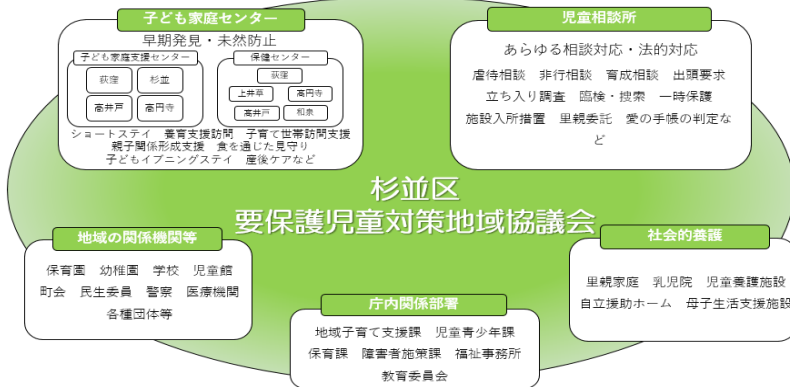 子ども家庭センター
早期発見・未然防止
子ども家庭支援センター
荻窪 杉並
高井戸 高円寺
保健センター
荻窪
上井草 高円寺
高井戸 和泉
ショートステイ 養育支援訪問 子育て世帯訪問支援
親子関係形成支援 食を通じた見守り
子どもイブニングステイ 産後ケアなど
児童相談所
あらゆる相談対応・法的対応
虐待相談 非行相談 育成相談 出頭要求
立ち入り調査 臨検・捜索 一時保護
施設入所措置 里親委託 愛の手帳の判定な
ど
杉並区
要保護児童対策地域協議会
地域の関係機関等
保育園 幼稚園 学校 児童館
町会 民生委員 警察 医療機関
各種団体等
庁内関係部署
地域子育て支援課 児童青少年課
保育課 障害者施策課 福祉事務所
教育委員会
社会的養護
里親家庭 乳児院 児童養護施設
自立援助ホーム 母子生活支援施設